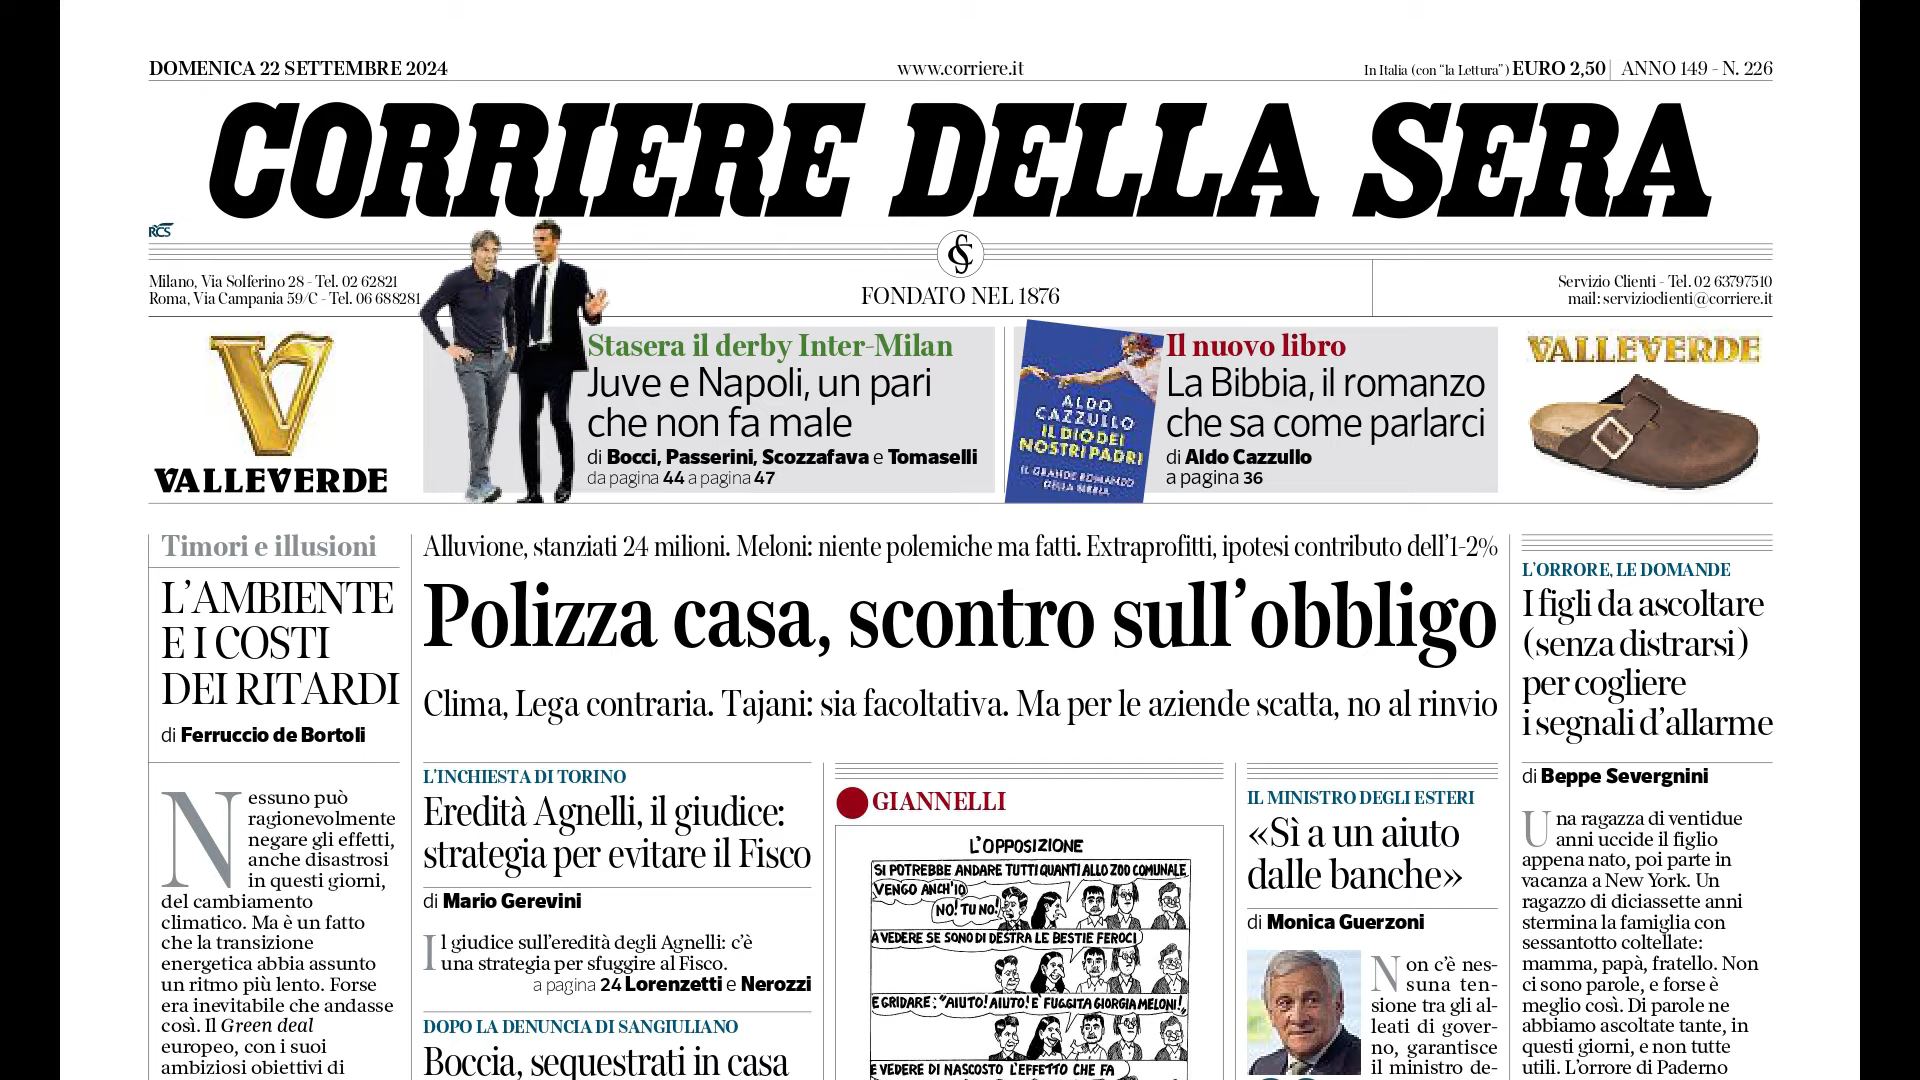 DOMENICA 22 SETTEMBRE 2024
www.corriere.it
In Italia (con “la Lettura”) EURO 2,50 | ANNO 149 - N. 226
CORRIERE DELLA SERA
RCS
Milano, Via Solferino 28 - Tel. 02 62821
Roma, Via Campania 59/C - Tel. 06 688281
FONDATO NEL 1876
Servizio Clienti - Tel. 02 63797510
mail: servizioclienti@corriere.it
VALLEVERDE
Stasera il derby Inter-Milan
Juve e Napoli, un pari
che non fa male
di Bocci, Passerini, Scozzafava e Tomaselli
da pagina 44 a pagina 47
ALDO
CAZZULLO
IL DIO DEI
NOSTRI PADRI
IL GRANDE ROMANZO
DELLA BIBBIA
Il nuovo libro
La Bibbia, il romanzo
che sa come parlarci
di Aldo Cazzullo
a pagina 36
VALLEVERDE
Timori e illusioni
L’AMBIENTE
E I COSTI
DEI RITARDI
di Ferruccio de Bortoli
Nessuno può
ragionevolmente
negare gli effetti,
anche disastrosi
in questi giorni,
del cambiamento
climatico. Ma è un fatto
che la transizione
energetica abbia assunto
un ritmo più lento. Forse
era inevitabile che andasse
così. Il Green deal
europeo, con i suoi
ambiziosi obiettivi di
Alluvione, stanziati 24 milioni. Meloni: niente polemiche ma fatti. Extraprofitti, ipotesi contributo dell’1-2%
Polizza casa, scontro sull’obbligo
Clima, Lega contraria. Tajani: sia facoltativa. Ma per le aziende scatta, no al rinvio
L’INCHIESTA DI TORINO
Eredità Agnelli, il giudice:
strategia per evitare il Fisco
di Mario Gerevini
Il giudice sull’eredità degli Agnelli: c’è
una strategia per sfuggire al Fisco.
a pagina 24 Lorenzetti e Nerozzi
DOPO LA DENUNCIA DI SANGIULIANO
Boccia, sequestrati in casa
GIANNELLI
L’OPPOSIZIONE
SI POTREBBE ANDARE TUTTI QUANTI ALLO ZOO COMUNALE
VENGO ANCH’IO
NO! TU NO!
A VEDERE SE SONO DI DESTRA LE BESTIE FEROCI
E GRIDARE: “AIUTO! AIUTO! E’ FUGGITA GIORGIA MELONI!,,
E VEDERE DI NASCOSTO L’EFFETTO CHE FA
IL MINISTRO DEGLI ESTERI
«Sì a un aiuto
dalle banche»
di Monica Guerzoni
Non c’è nes-
suna ten-
sione tra gli al-
leati di gover-
no, garantisce
il ministro de-
L’ORRORE, LE DOMANDE
I figli da ascoltare
(senza distrarsi)
per cogliere
i segnali d’allarme
di Beppe Severgnini
Una ragazza di ventidue
anni uccide il figlio
appena nato, poi parte in
vacanza a New York. Un
ragazzo di diciassette anni
stermina la famiglia con
sessantotto coltellate:
mamma, papà, fratello. Non
ci sono parole, e forse è
meglio così. Di parole ne
abbiamo ascoltate tante, in
questi giorni, e non tutte
utili. L’orrore di Paderno